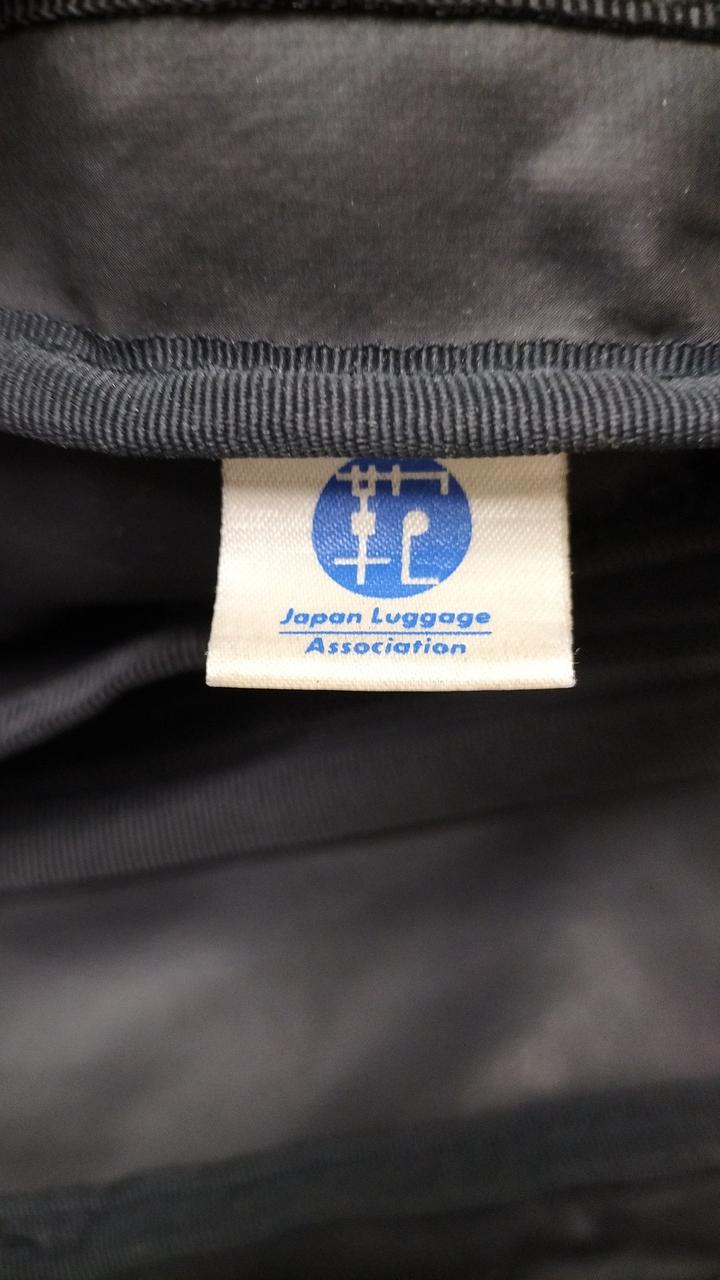 Japan Luggage
Association